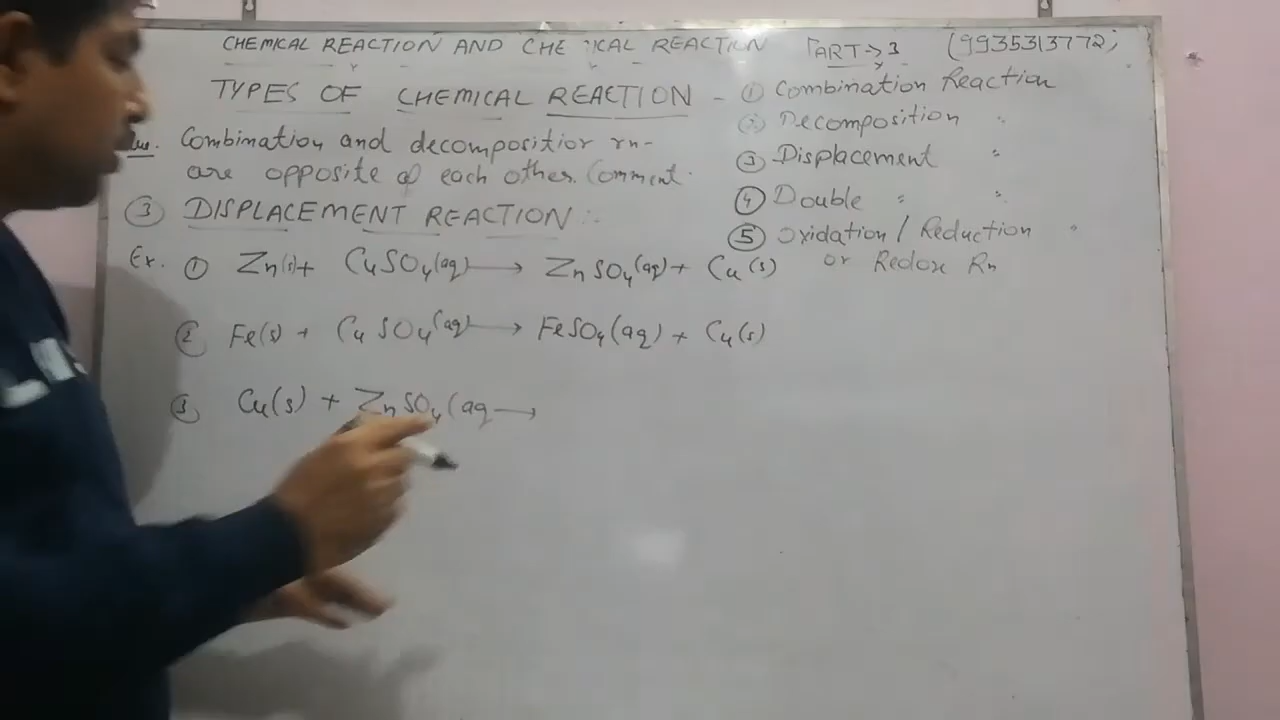 CHEMICAL REACTION AND CHE ICAL REACTION PART → 3 (9935313772)
TYPES OF CHEMICAL REACTION - ① Combination Reaction
② Decomposition "
③ Displacement "
④ Double " "
⑤ Oxidation / Reduction "
or Redox Rn
Combination and decomposition rn-
are opposite of each other. Comment.
③ DISPLACEMENT REACTION :-
Ex. ① Zn(s) + CuSO4(aq) → ZnSO4(aq) + Cu(s)
② Fe(s) + CuSO4(aq) → FeSO4(aq) + Cu(s)
③ Cu(s) + ZnSO4(aq →